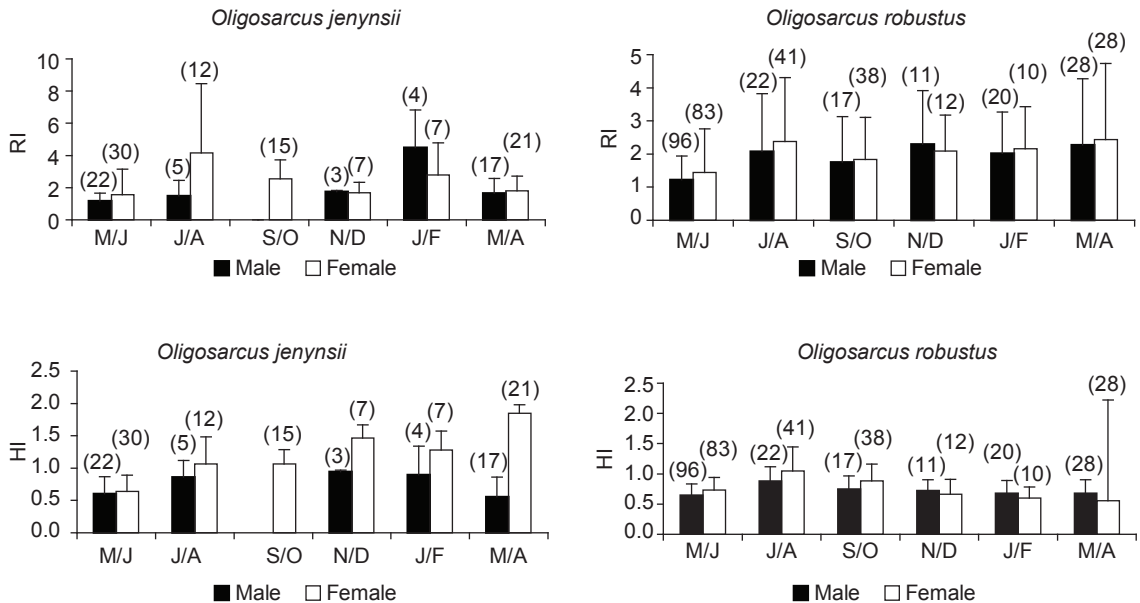 Oligosarcus jenynsii
RI
10
8
6
4
2
0
(22) (30) (5) (12) (15) (3) (7) (4) (7) (17) (21)
M/J J/A S/O N/D J/F M/A
Male Female
Oligosarcus robustus
RI
5
4
3
2
1
0
(96) (83) (22) (41) (17) (38) (11) (12) (20) (10) (28) (28)
M/J J/A S/O N/D J/F M/A
Male Female
Oligosarcus jenynsii
HI
2.5
2.0
1.5
1.0
0.5
0.0
(22) (30) (5) (12) (15) (3) (7) (4) (7) (17) (21)
M/J J/A S/O N/D J/F M/A
Male Female
Oligosarcus robustus
HI
2.5
2.0
1.5
1.0
0.5
0.0
(96) (83) (22) (41) (17) (38) (11) (12) (20) (10) (28) (28)
M/J J/A S/O N/D J/F M/A
Male Female